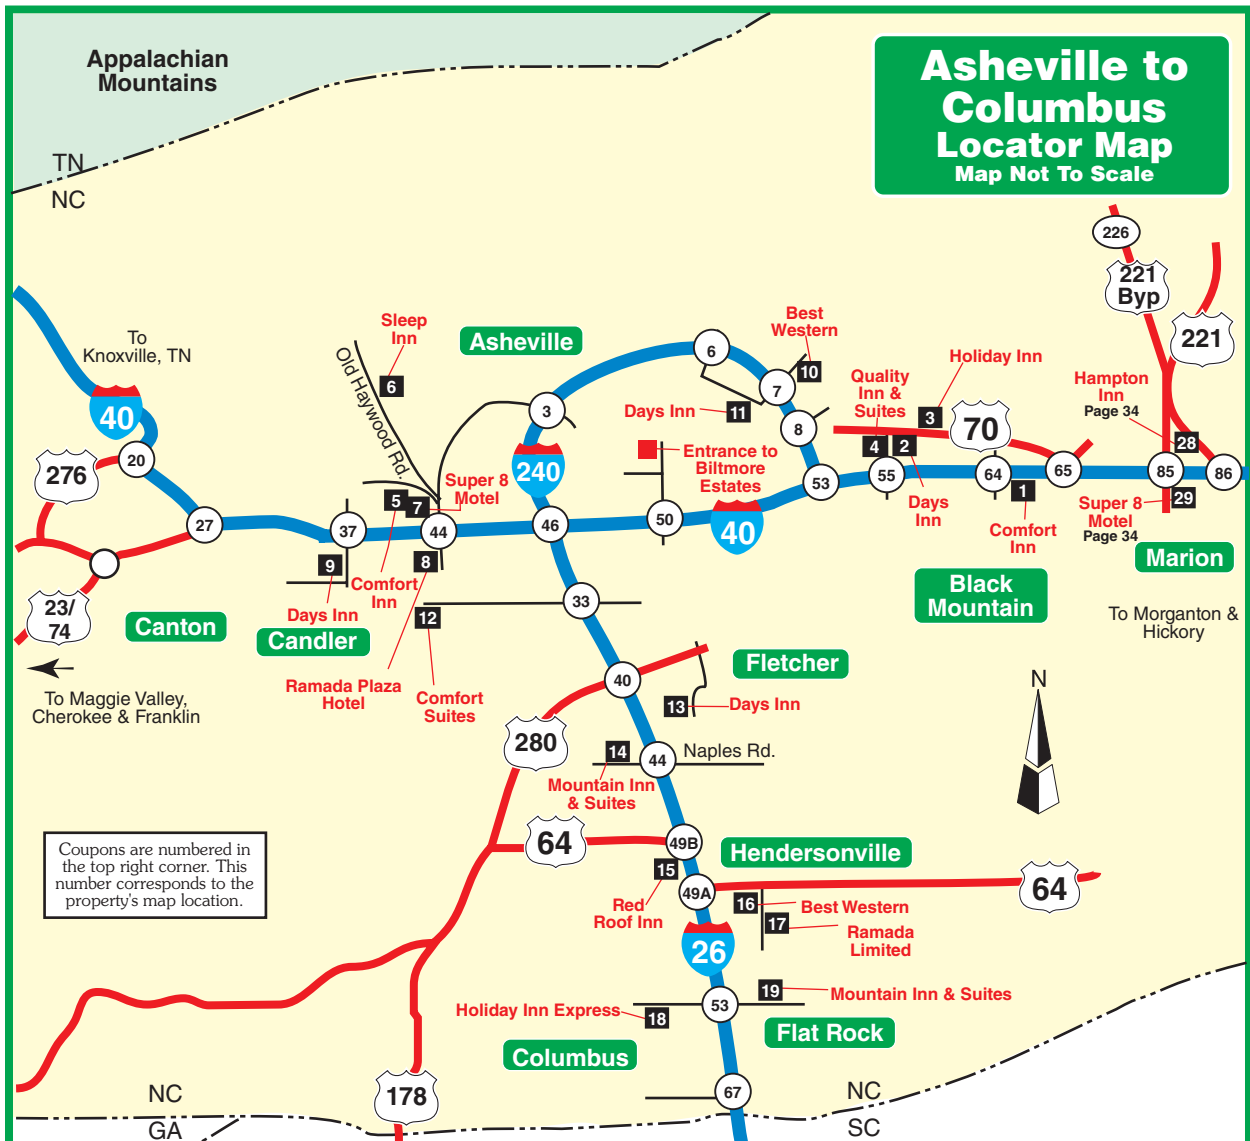 Appalachian
Mountains
Asheville to
Columbus
Locator Map
Map Not To Scale
TN
NC
226
221
Byp
221
To
Knoxville, TN
40
Sleep
Inn
6
Old Haywood Rd.
Asheville
3
6
Best
Western
10
7
Days Inn
11
8
Quality
Inn &
Suites
4
2
3
Holiday Inn
70
Hampton
Inn
Page 34
28
276
20
27
37
5
7
Super 8
Motel
44
240
46
Entrance to
Biltmore
Estates
50
40
53
55
64
65
85
86
Days
Inn
1
Comfort
Inn
Super 8
Motel
Page 34
29
Marion
Black
Mountain
To Morganton &
Hickory
23/
74
Canton
9
Days Inn
Candler
Comfort
Inn
8
12
33
Ramada Plaza
Hotel
Comfort
Suites
To Maggie Valley,
Cherokee & Franklin
40
Fletcher
13
Days Inn
N
280
14
44
Naples Rd.
Mountain Inn
& Suites
64
49B
Hendersonville
Coupons are numbered in
the top right corner. This
number corresponds to the
property's map location.
15
49A
64
Red
Roof Inn
16
Best Western
17
Ramada
Limited
26
19
Mountain Inn & Suites
Holiday Inn Express
18
53
Flat Rock
Columbus
178
67
NC
GA
NC
SC